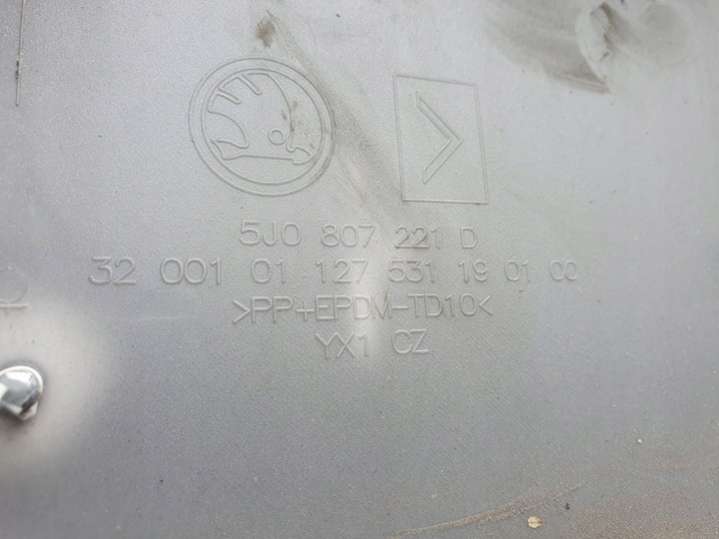 5J0 807 221 D
32 001 01 127 531 19 01 00
>PP+EPDM-TD10<
YX1 CZ